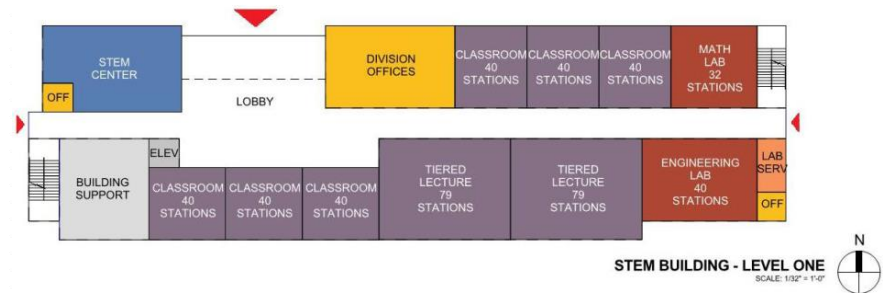 STEM
CENTER
OFF
LOBBY
DIVISION
OFFICES
CLASSROOM
40
STATIONS
CLASSROOM
40
STATIONS
CLASSROOM
40
STATIONS
MATH
LAB
32
STATIONS
BUILDING
SUPPORT
ELEV
CLASSROOM
40
STATIONS
CLASSROOM
40
STATIONS
CLASSROOM
40
STATIONS
TIERED
LECTURE
79
STATIONS
TIERED
LECTURE
79
STATIONS
ENGINEERING
LAB
40
STATIONS
LAB
SERV
OFF
STEM BUILDING - LEVEL ONE
SCALE: 1/32" = 1'-0"
N